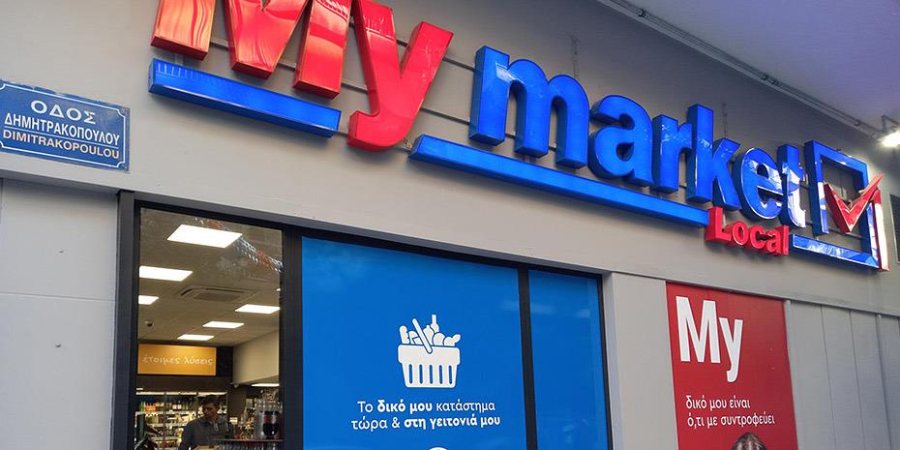 My market
Local
ΟΔΟΣ
ΔΗΜΗΤΡΑΚΟΠΟΥΛΟΥ
DIMITRAKOPOULOU
έτοιμες λύσεις
Το δικό μου κατάστημα
τώρα & στη γειτονιά μου
My
δικό μου είναι
ό,τι με συντροφεύει